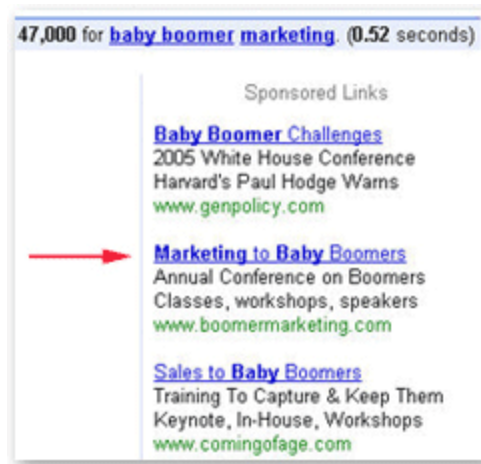 47,000 for baby boomer marketing. (0.52 seconds)
Sponsored Links
Baby Boomer Challenges
2005 White House Conference
Harvard's Paul Hodge Warns
www.genpolicy.com
Marketing to Baby Boomers
Annual Conference on Boomers
Classes, workshops, speakers
www.boomermarketing.com
Sales to Baby Boomers
Training To Capture & Keep Them
Keynote, In-House, Workshops
www.comingofage.com